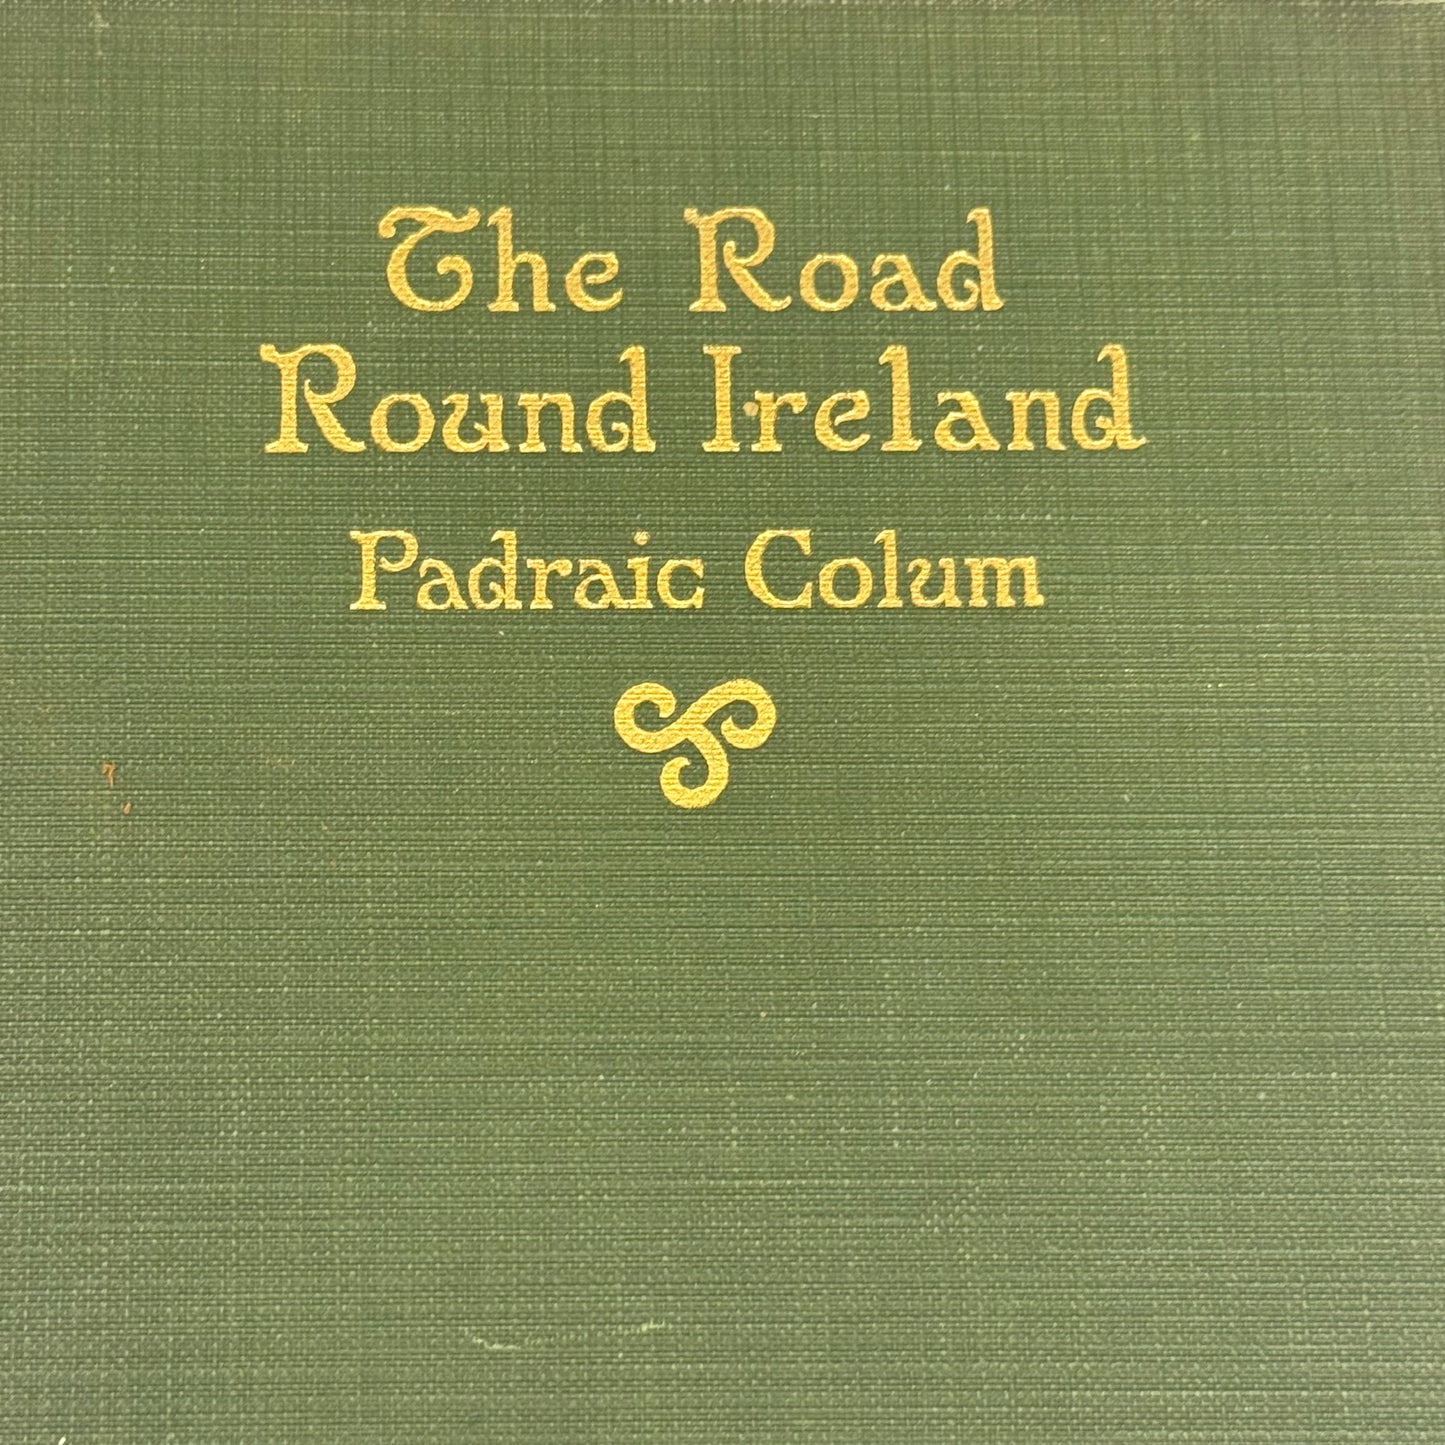 The Road
Round Ireland
Padraic Colum